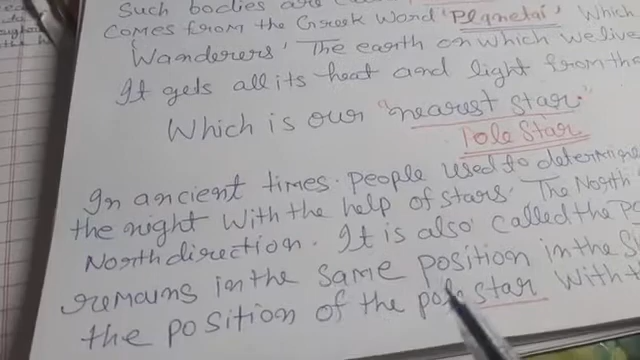 Such bodies are
comes from the Greek word 'Planetai' Which
Wanderers' The earth on which we live
It gets all its heat and light from the
Which is our "nearest star"
Pole Star
In ancient times. People used to determine
the night With the help of stars. The North
North direction. It is also called the Po
remains in the same position in the S
the position of the pole star With t